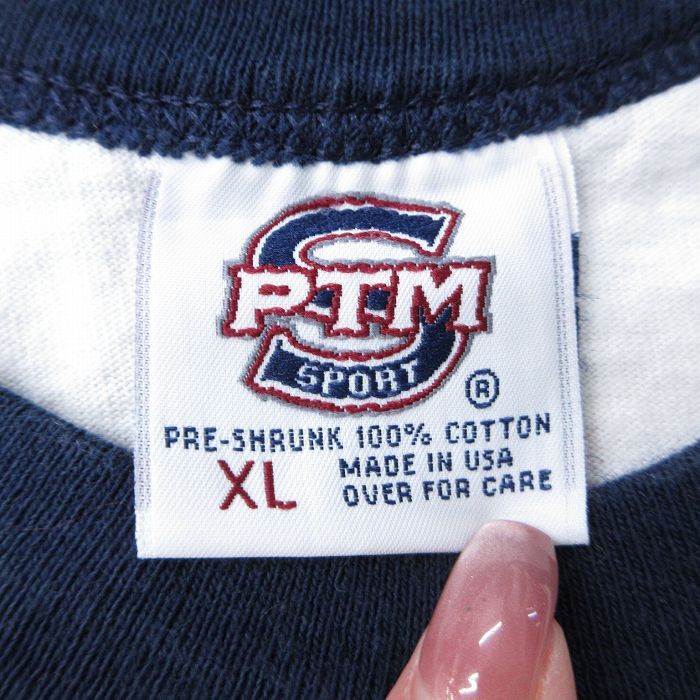 S
PTM
SPORT
®
PRE-SHRUNK 100% COTTON
XL MADE IN USA
OVER FOR CARE